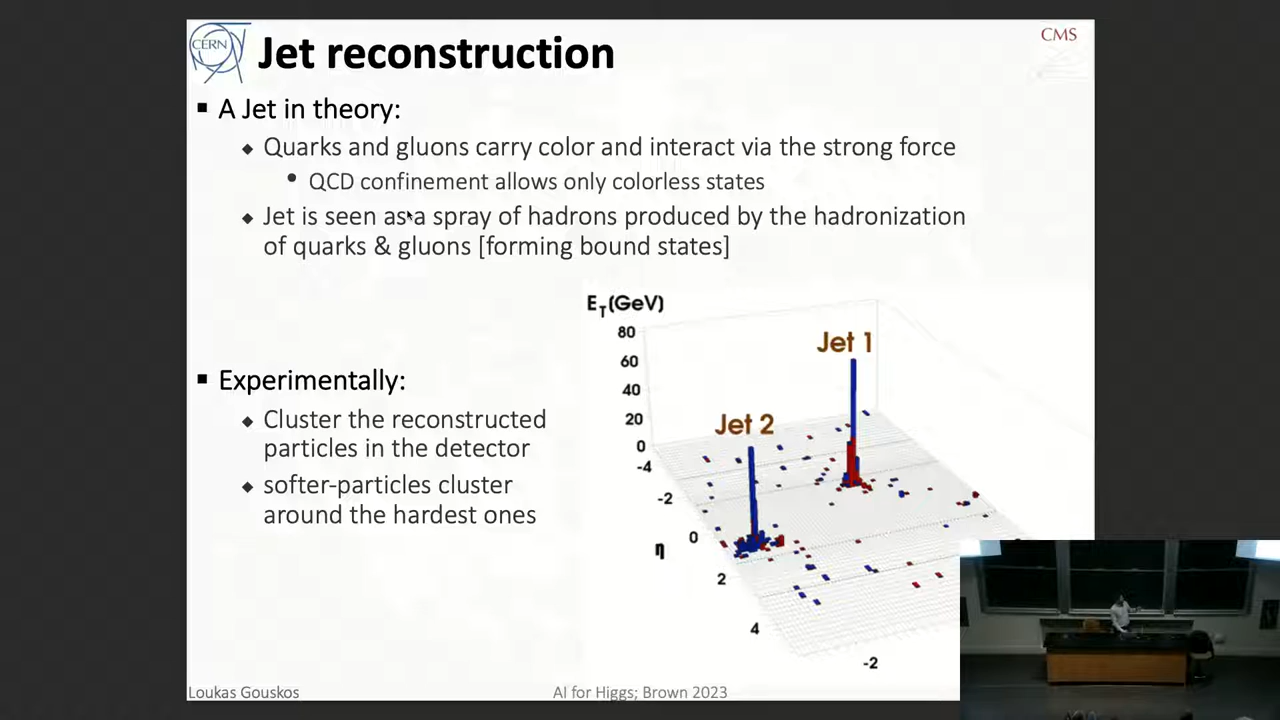 CERN
Jet reconstruction
CMS
▪ A Jet in theory:
◆ Quarks and gluons carry color and interact via the strong force
• QCD confinement allows only colorless states
◆ Jet is seen as a spray of hadrons produced by the hadronization
of quarks & gluons [forming bound states]
▪ Experimentally:
◆ Cluster the reconstructed
particles in the detector
◆ softer-particles cluster
around the hardest ones
E_T(GeV)
80
60
40
20
0
-4
-2
0
2
4
η
-2
Jet 1
Jet 2
Loukas Gouskos
AI for Higgs; Brown 2023